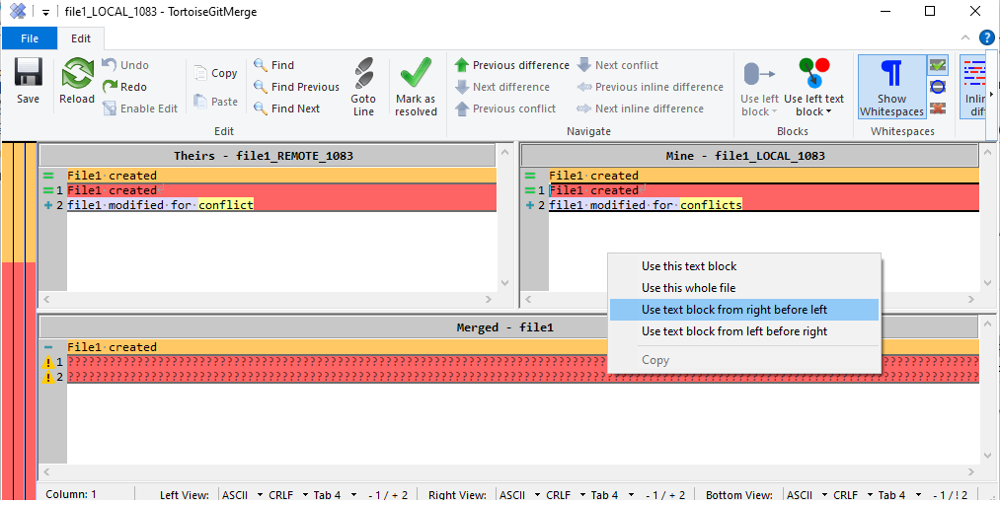 file1_LOCAL_1083 - TortoiseGitMerge
File Edit
Save
Reload
Undo
Redo
Enable Edit
Copy
Paste
Find
Find Previous
Find Next
Goto Line
Mark as resolved
Edit
Previous difference
Next difference
Previous conflict
Next conflict
Previous inline difference
Next inline difference
Navigate
Use left block
Use left text block
Blocks
Show Whitespaces
Whitespaces
Inlin
diff
Theirs - file1_REMOTE_1083
File1 created
1 File1 created
2 file1 modified for conflict
Mine - file1_LOCAL_1083
File1 created
1 File1 created
2 file1 modified for conflicts
Use this text block
Use this whole file
Use text block from right before left
Use text block from left before right
Copy
Merged - file1
File1 created
1
2
Column: 1 Left View: ASCII CRLF Tab 4 - 1 / + 2 Right View: ASCII CRLF Tab 4 - 1 / + 2 Bottom View: ASCII CRLF Tab 4 - 1 / ! 2